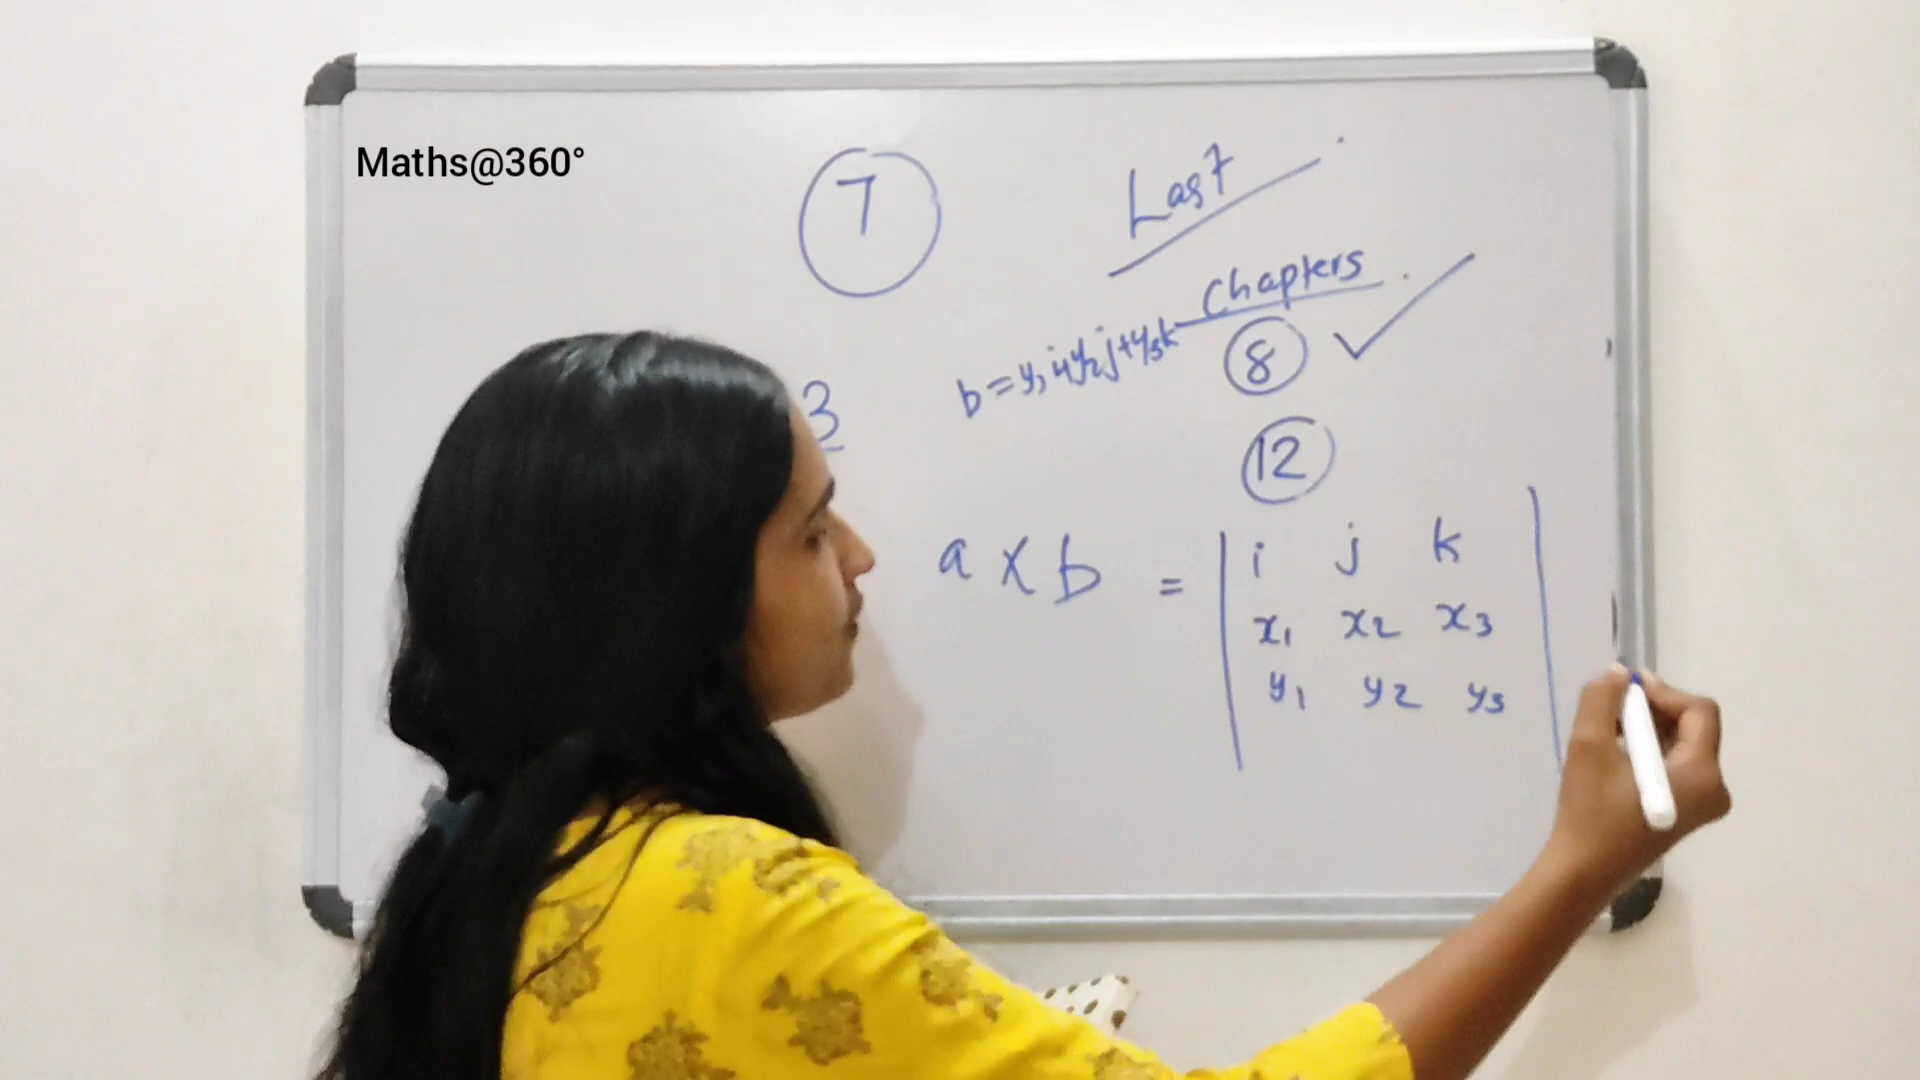 Maths@360°
7
Last
Chapters
b = y₁i+y₂j+y₃k
8
3
12
a x b =
i j k
x₁ x₂ x₃
y₁ y₂ y₃